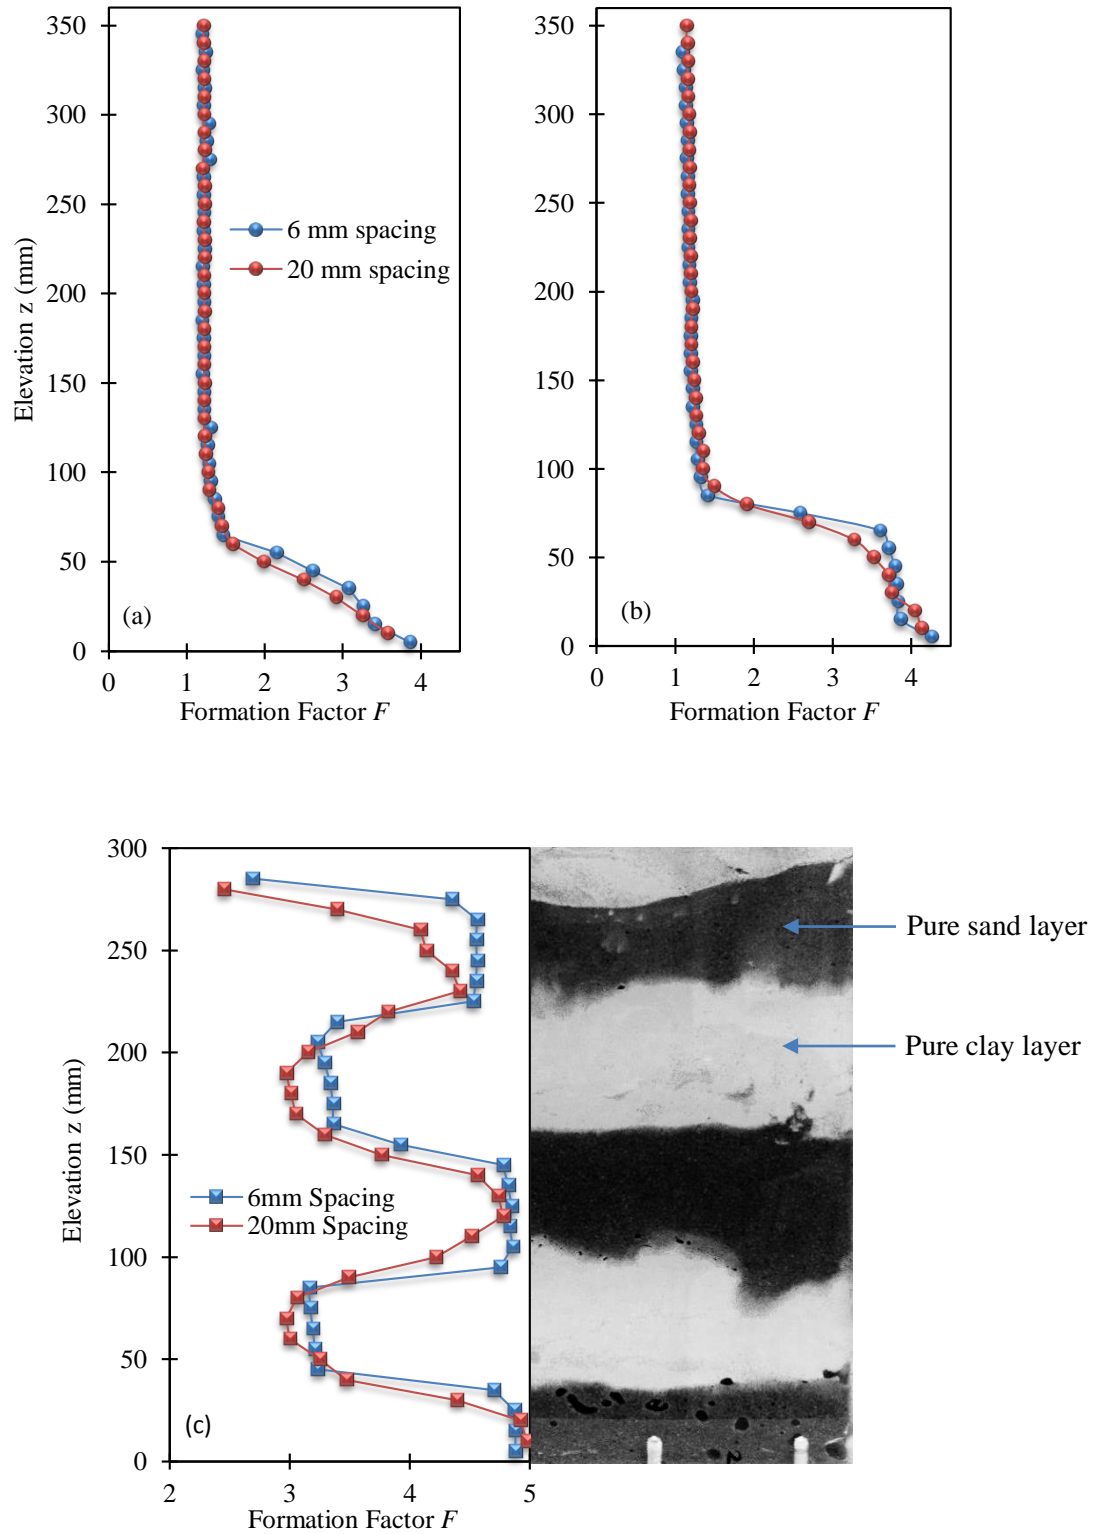 350
300
250
200
150
100
50
0
Elevation z (mm)
6 mm spacing
20 mm spacing
(a)
0 1 2 3 4
Formation Factor F
350
300
250
200
150
100
50
0
(b)
0 1 2 3 4
Formation Factor F
300
250
200
150
100
50
0
Elevation z (mm)
6mm Spacing
20mm Spacing
(c)
2 3 4 5
Formation Factor F
Pure sand layer
Pure clay layer